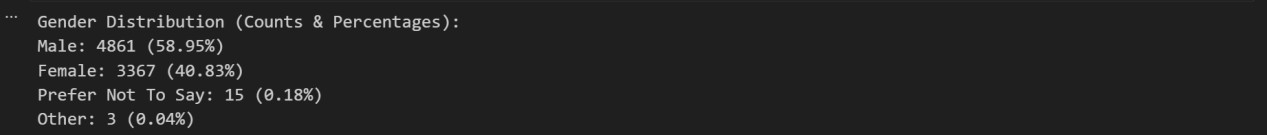 ... Gender Distribution (Counts & Percentages):
Male: 4861 (58.95%)
Female: 3367 (40.83%)
Prefer Not To Say: 15 (0.18%)
Other: 3 (0.04%)